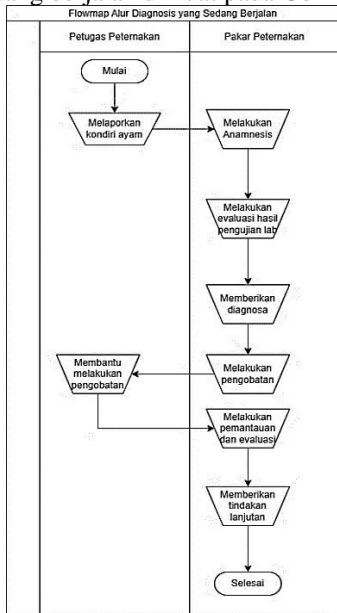 Flowmap Alur Diagnosis yang Sedang Berjalan
Petugas Peternakan
Pakar Peternakan
Mulai
Melaporkan
kondiri ayam
Melakukan
Anamnesis
Melakukan
evaluasi hasil
pengujian lab
Memberikan
diagnosa
Melakukan
pengobatan
Membantu
melakukan
pengobatan
Melakukan
pemantauan
dan evaluasi
Memberikan
tindakan
lanjutan
Selesai